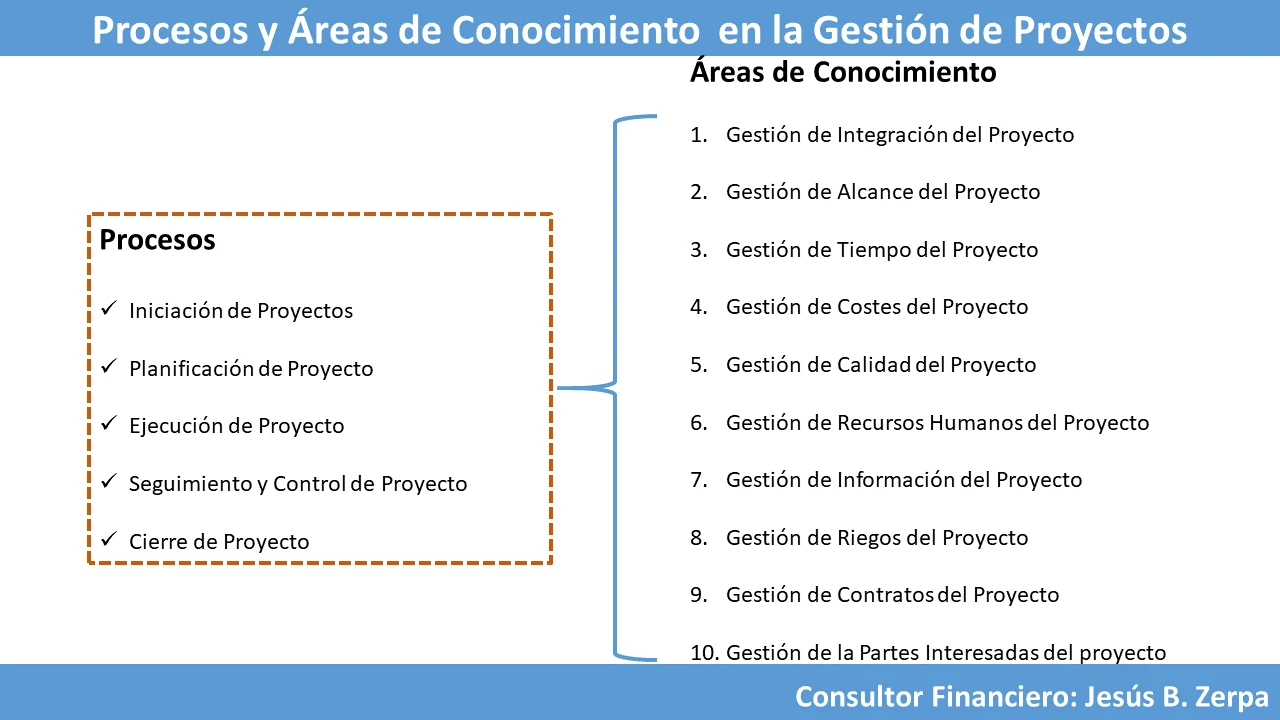 Procesos y Áreas de Conocimiento en la Gestión de Proyectos
Procesos
✓ Iniciación de Proyectos
✓ Planificación de Proyecto
✓ Ejecución de Proyecto
✓ Seguimiento y Control de Proyecto
✓ Cierre de Proyecto
Áreas de Conocimiento
1. Gestión de Integración del Proyecto
2. Gestión de Alcance del Proyecto
3. Gestión de Tiempo del Proyecto
4. Gestión de Costes del Proyecto
5. Gestión de Calidad del Proyecto
6. Gestión de Recursos Humanos del Proyecto
7. Gestión de Información del Proyecto
8. Gestión de Riegos del Proyecto
9. Gestión de Contratos del Proyecto
10. Gestión de la Partes Interesadas del proyecto
Consultor Financiero: Jesús B. Zerpa